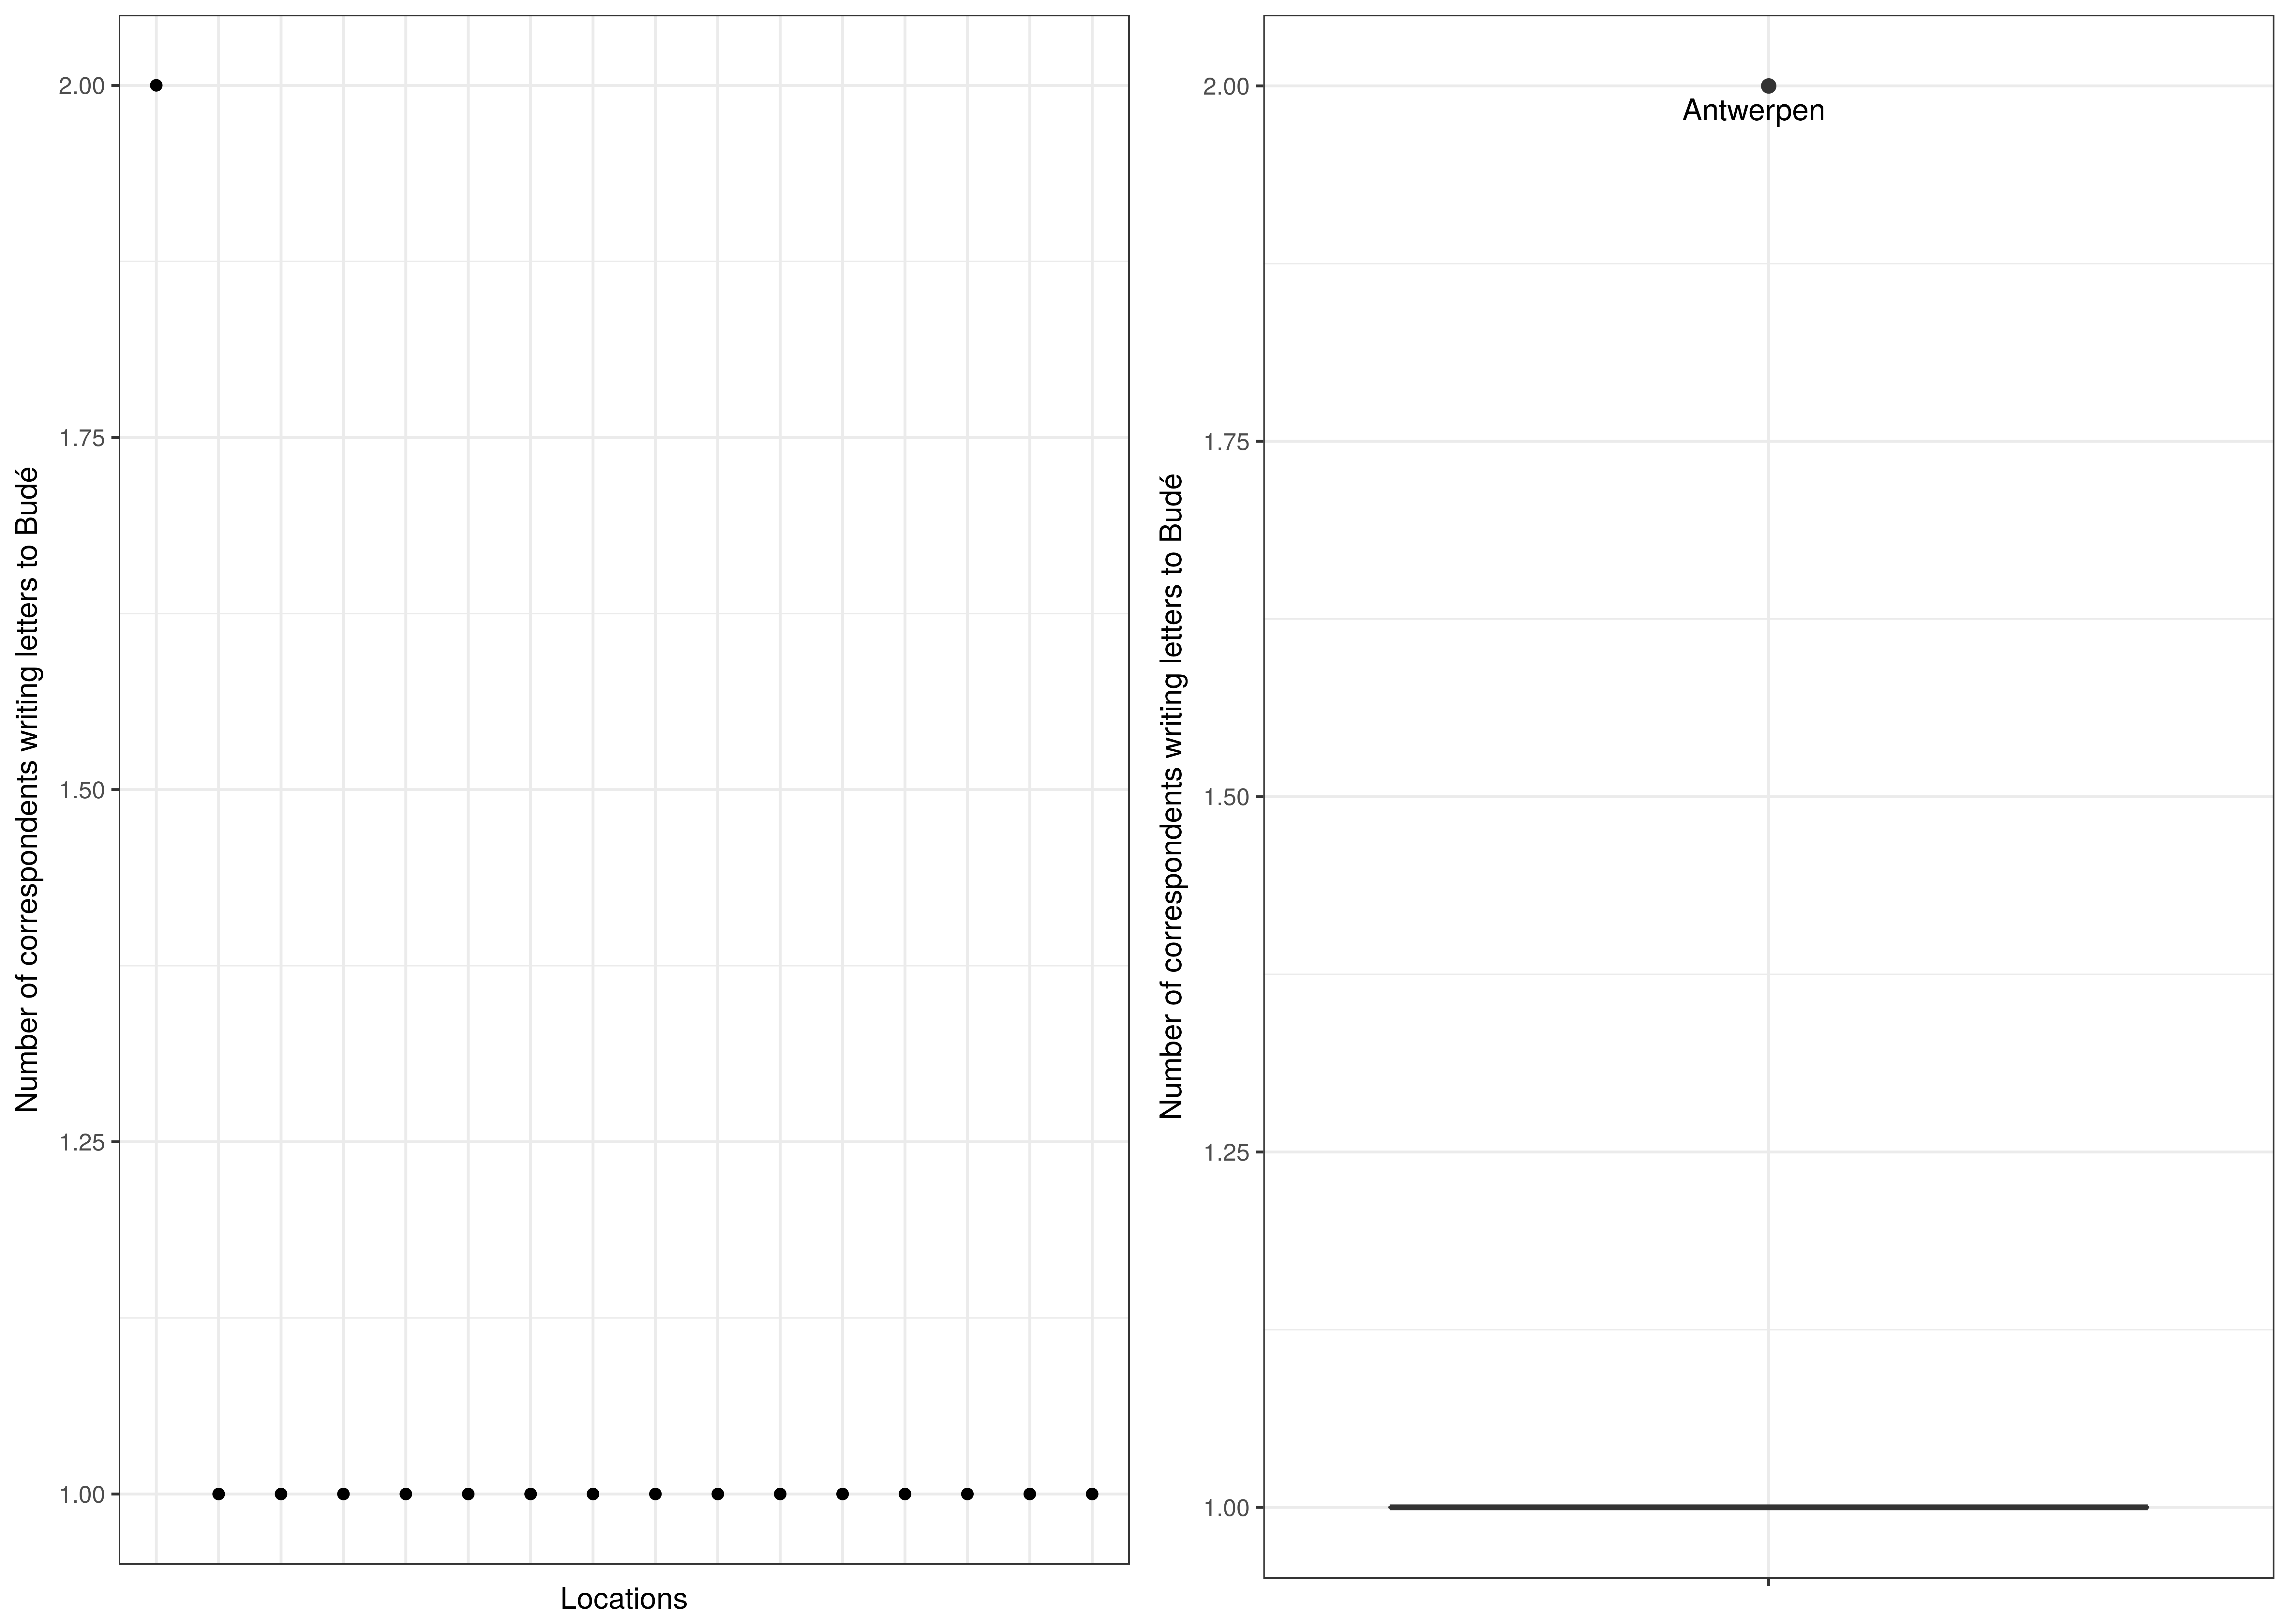 Number of correspondents writing letters to Budé
2.00
1.75
1.50
1.25
1.00
Locations
Number of correspondents writing letters to Budé
2.00
1.75
1.50
1.25
1.00
Antwerpen